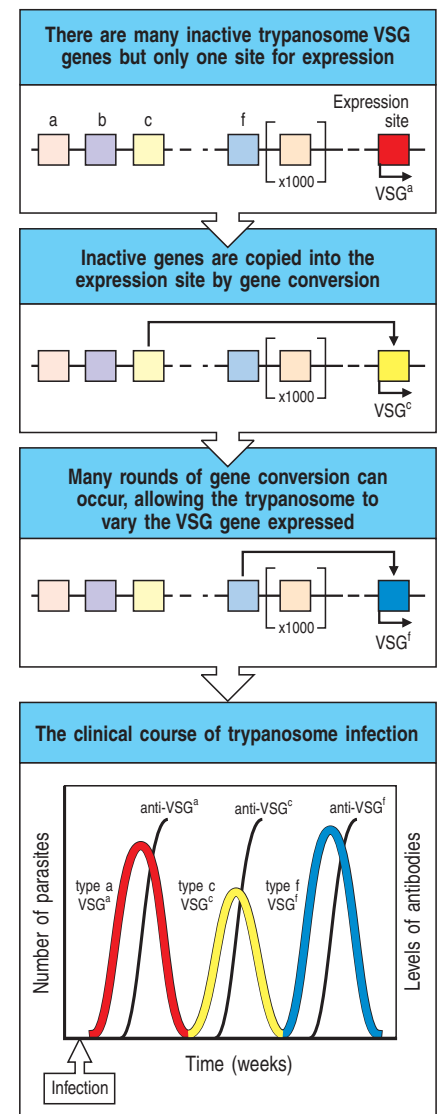 There are many inactive trypanosome VSG
genes but only one site for expression
Expression
site
a b c f
x1000
VSGᵃ
Inactive genes are copied into the
expression site by gene conversion
x1000
VSGᶜ
Many rounds of gene conversion can
occur, allowing the trypanosome to
vary the VSG gene expressed
x1000
VSGᶠ
The clinical course of trypanosome infection
Number of parasites
anti-VSGᵃ anti-VSGᶜ anti-VSGᶠ
type a type c type f
VSGᵃ VSGᶜ VSGᶠ
Levels of antibodies
Time (weeks)
Infection